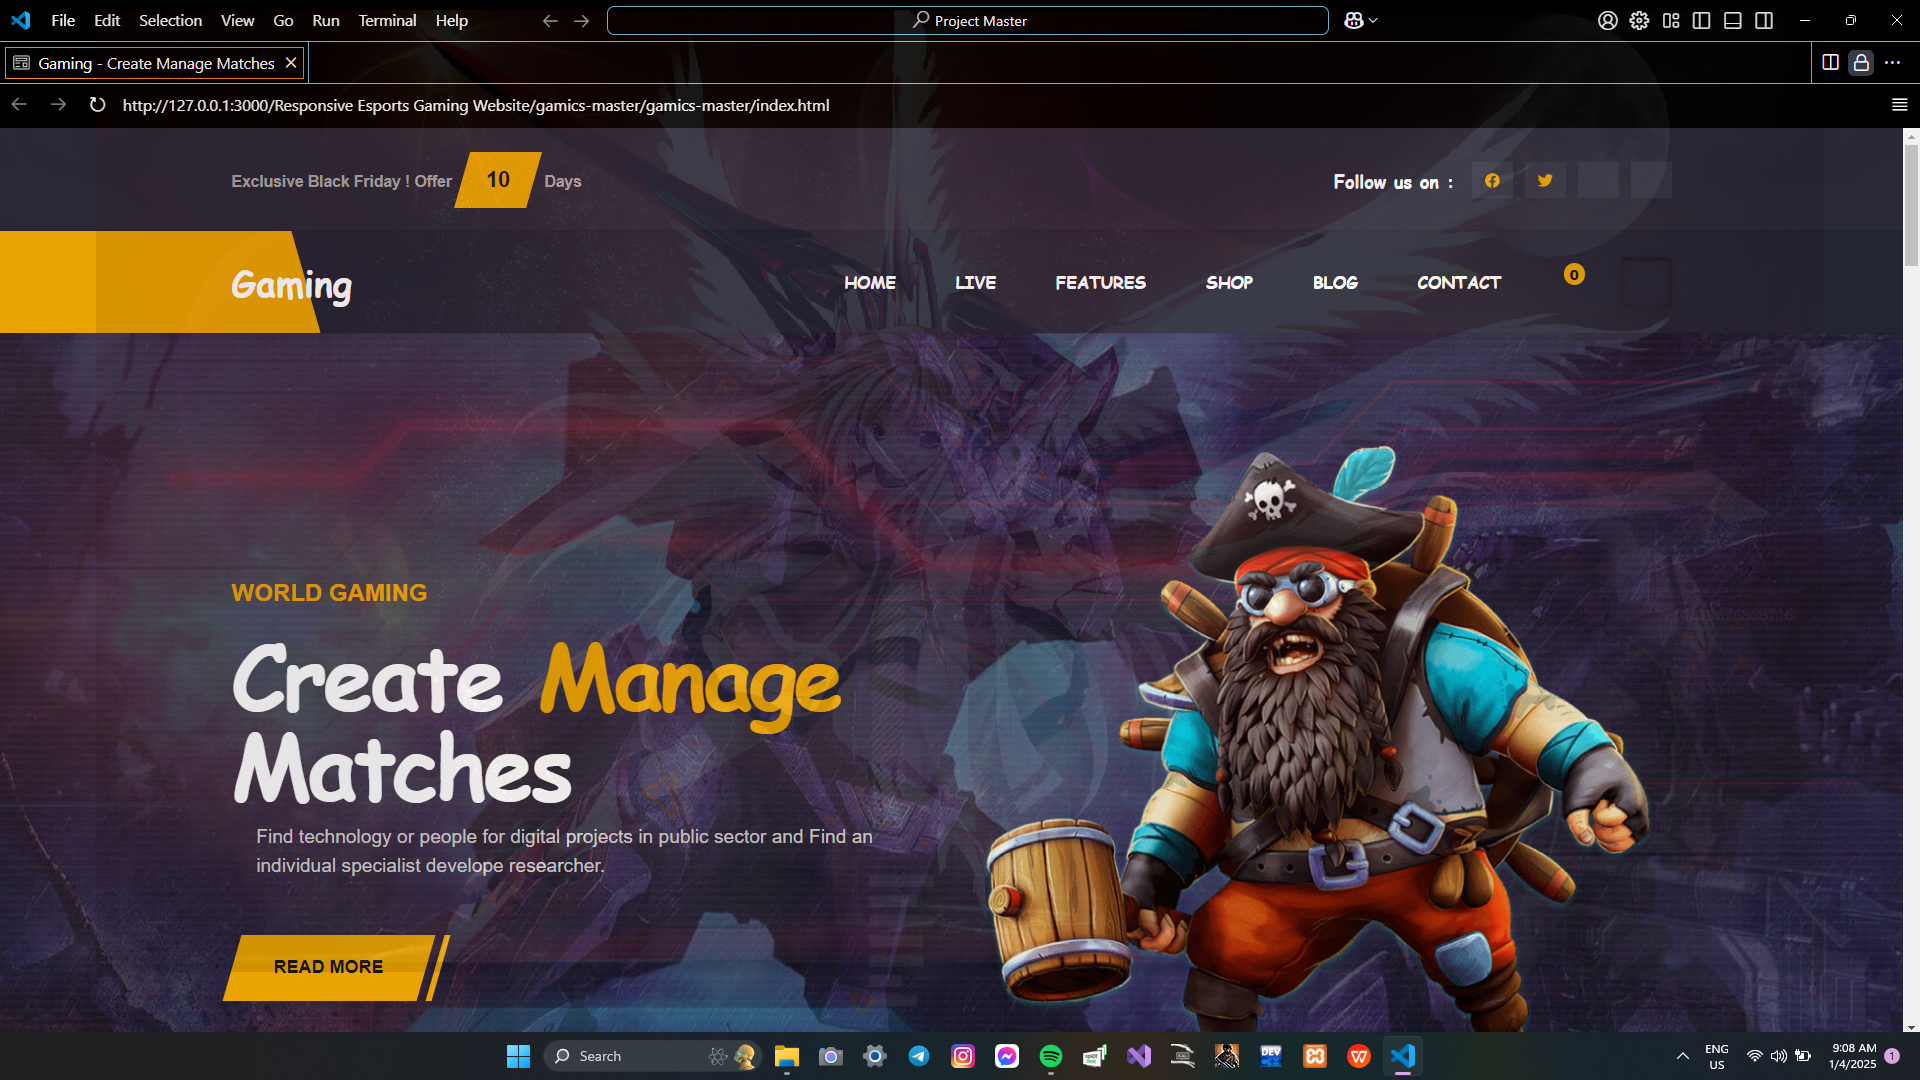 File Edit Selection View Go Run Terminal Help
Project Master
Gaming - Create Manage Matches
http://127.0.0.1:3000/Responsive Esports Gaming Website/gamics-master/gamics-master/index.html
Exclusive Black Friday ! Offer 10 Days
Follow us on :
Gaming
HOME LIVE FEATURES SHOP BLOG CONTACT 0
WORLD GAMING
Create Manage
Matches
Find technology or people for digital projects in public sector and Find an
individual specialist develope researcher.
READ MORE
Search
DEV
ENG
US
9:08 AM
1/4/2025
1